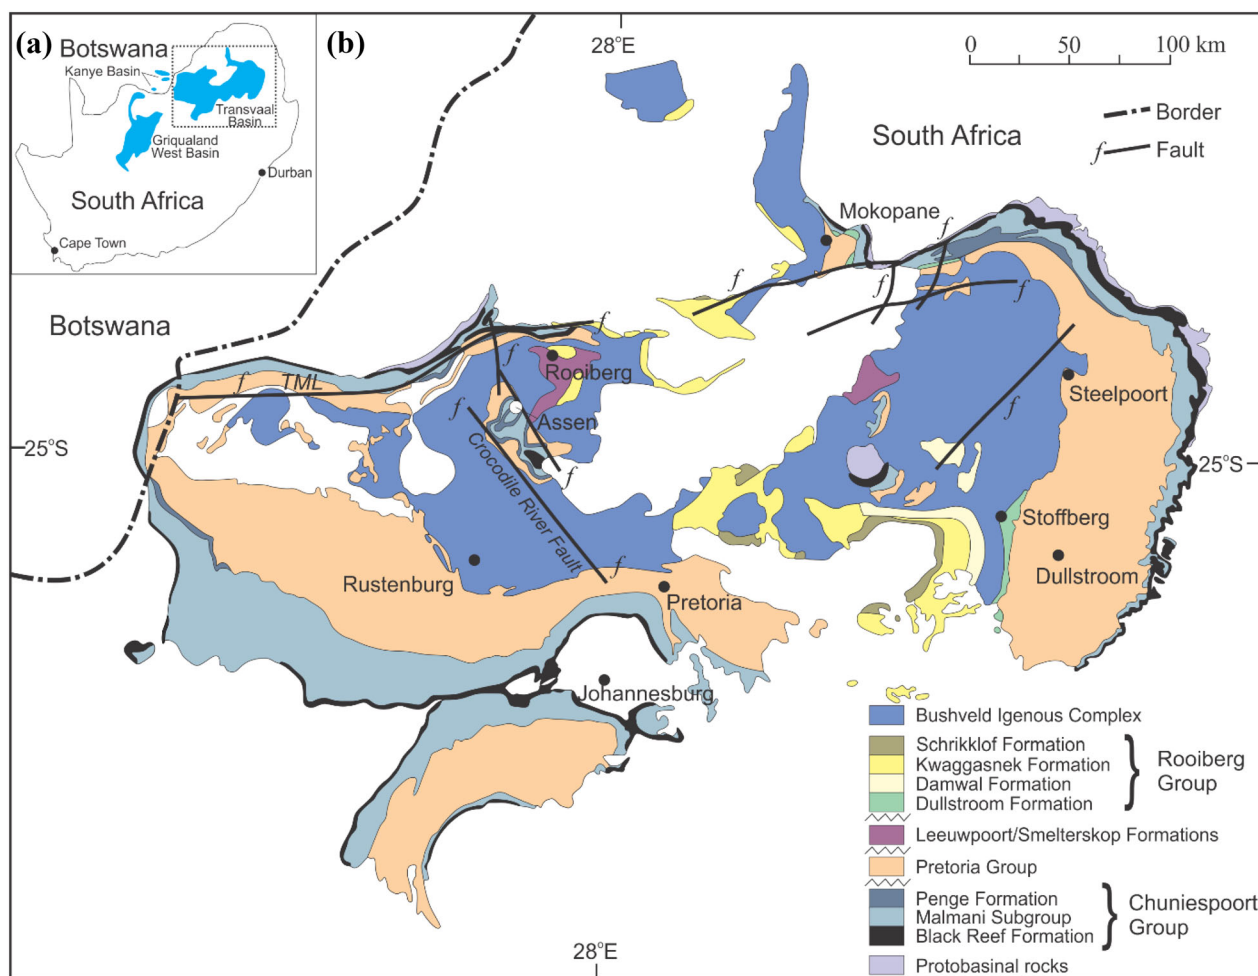 (a)
Botswana
Kanye Basin
Transvaal
Basin
Griqualand
West Basin
Durban
South Africa
Cape Town
(b)
28°E
0 50 100 km
Border
f Fault
South Africa
Mokopane
f
f
f
f
f
Botswana
f
f
Rooiberg
f TML
Steelpoort
f
f
Assen
25°S
Crocodile River Fault
f
25°S
Stoffberg
Dullstroom
Rustenburg
f
Pretoria
Johannesburg
Bushveld Igenous Complex
Schrikklof Formation
Kwaggasnek Formation
Damwal Formation
Dullstroom Formation
Rooiberg
Group
Leeuwpoort/Smelterskop Formations
Pretoria Group
Penge Formation
Malmani Subgroup
Black Reef Formation
Chuniespoort
Group
Protobasinal rocks
28°E